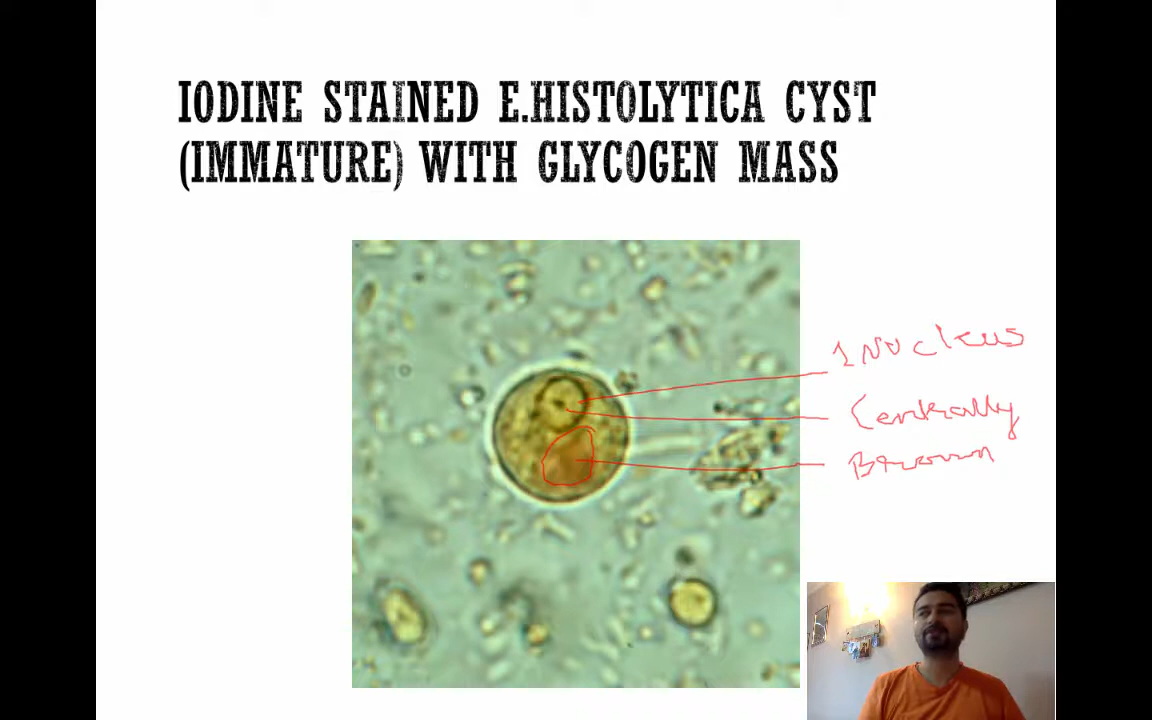 IODINE STAINED E.HISTOLYTICA CYST
(IMMATURE) WITH GLYCOGEN MASS
1 Nucleus
Centrally
Brown